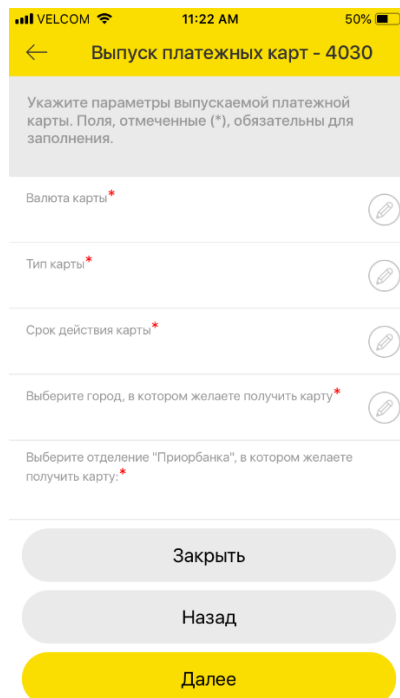 VELCOM 11:22 AM 50%
Выпуск платежных карт - 4030
Укажите параметры выпускаемой платежной
карты. Поля, отмеченные (*), обязательны для
заполнения.
Валюта карты*
Тип карты*
Срок действия карты*
Выберите город, в котором желаете получить карту*
Выберите отделение "Приорбанка", в котором желаете
получить карту:*
Закрыть
Назад
Далее